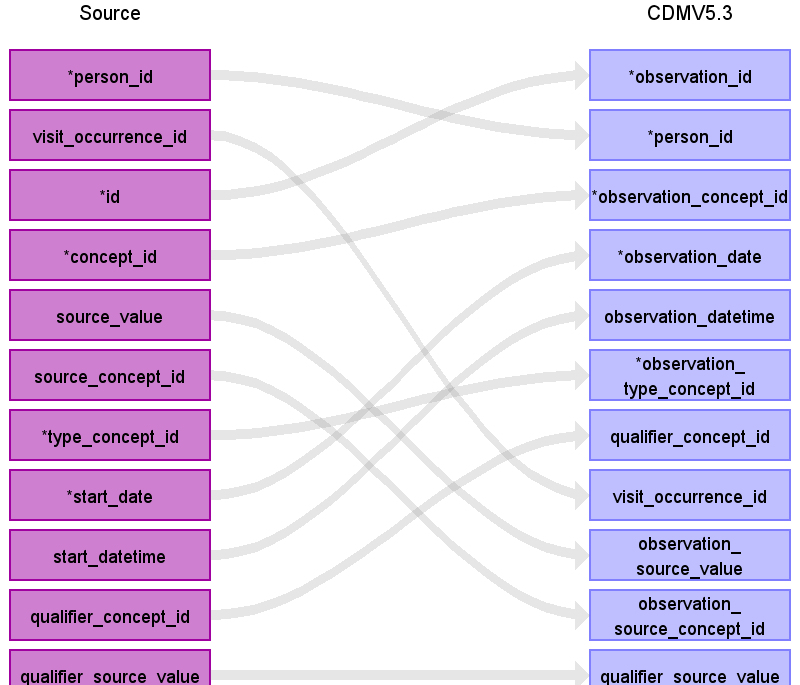 Source
CDMV5.3
*person_id
*observation_id
visit_occurrence_id
*person_id
*id
*observation_concept_id
*concept_id
*observation_date
source_value
observation_datetime
source_concept_id
*observation_
type_concept_id
*type_concept_id
qualifier_concept_id
*start_date
visit_occurrence_id
start_datetime
observation_
source_value
qualifier_concept_id
observation_
source_concept_id
qualifier_source_value
qualifier_source_value